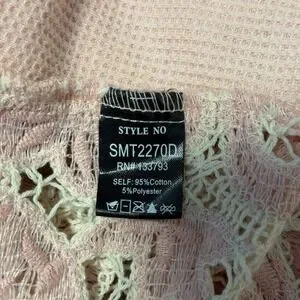 STYLE NO
SMT2270D
RN# 133793
SELF: 95%Cotton
5%Polyester